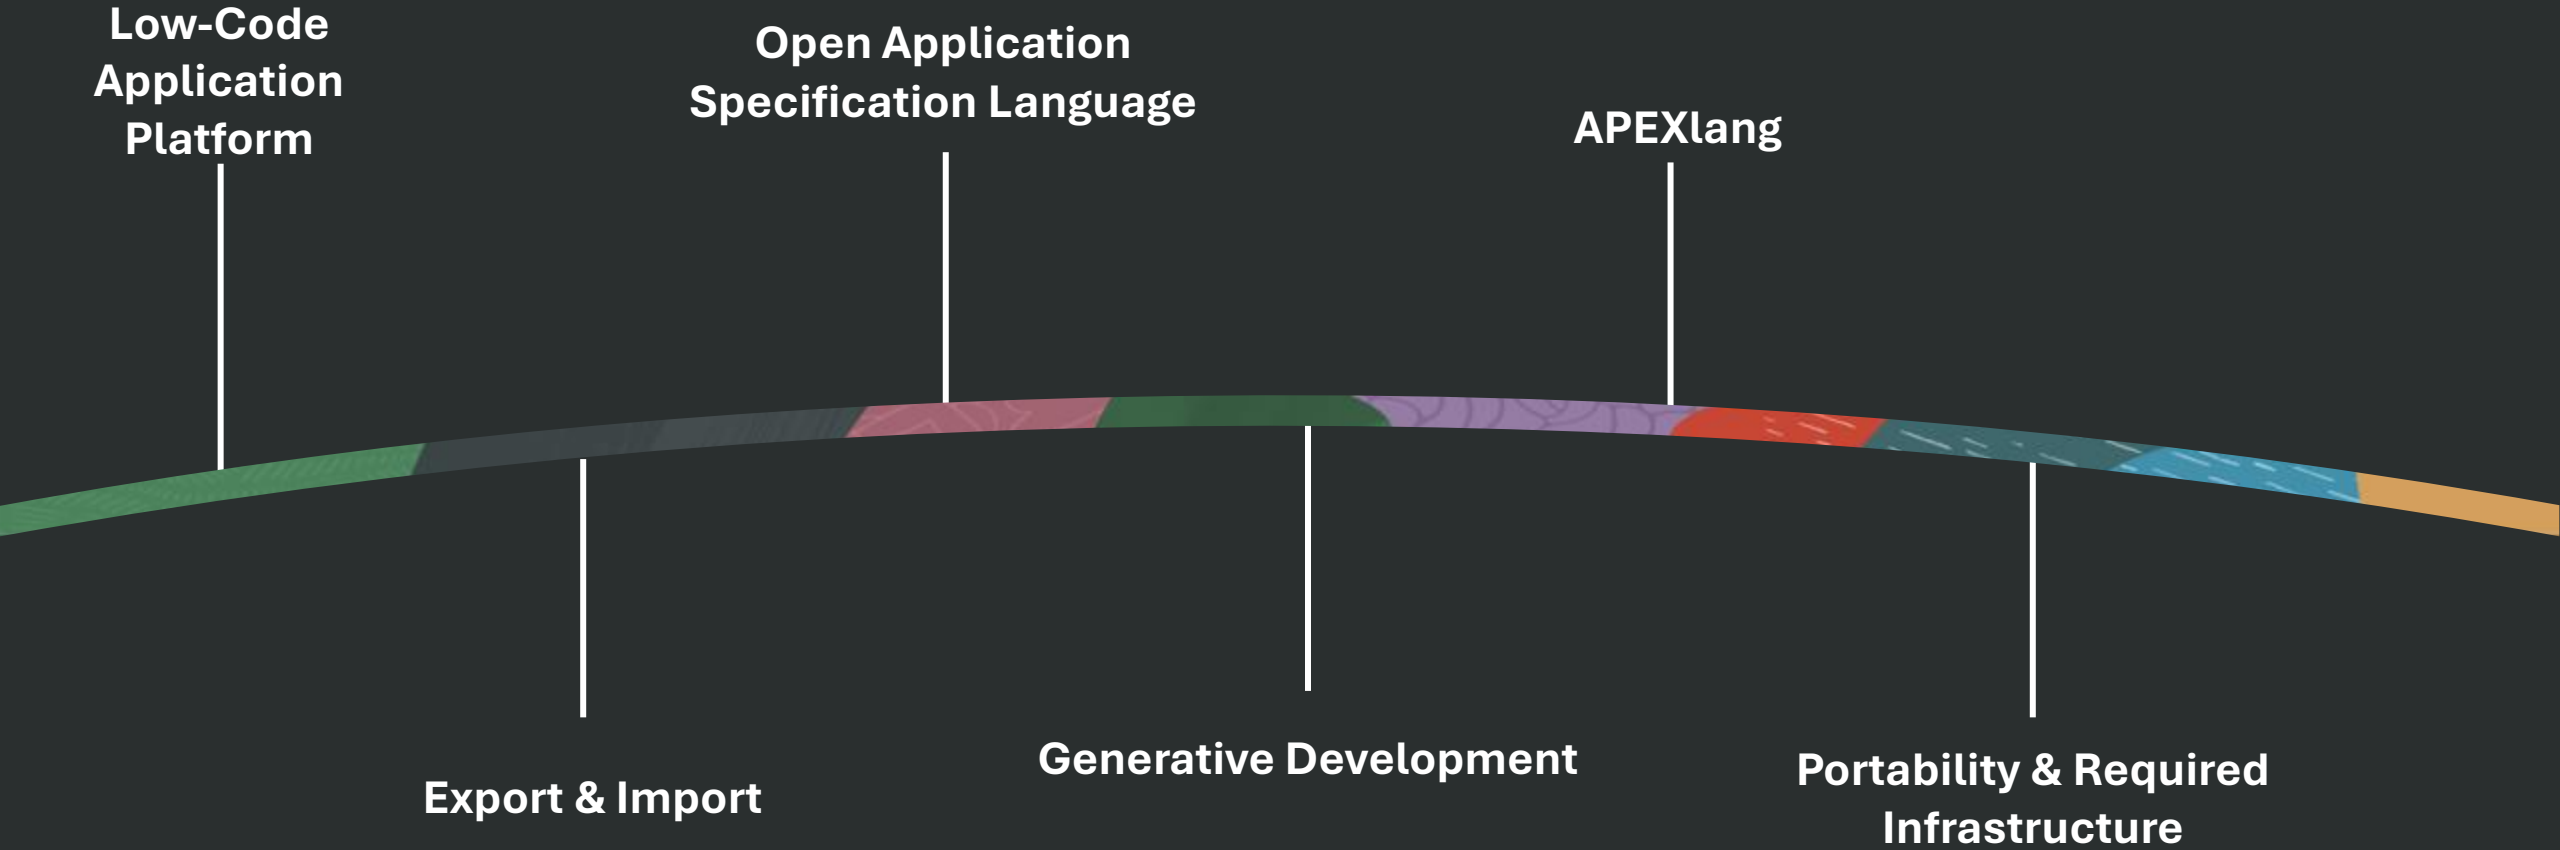 Low-Code
Application
Platform
Open Application
Specification Language
APEXlang
Export & Import
Generative Development
Portability & Required
Infrastructure